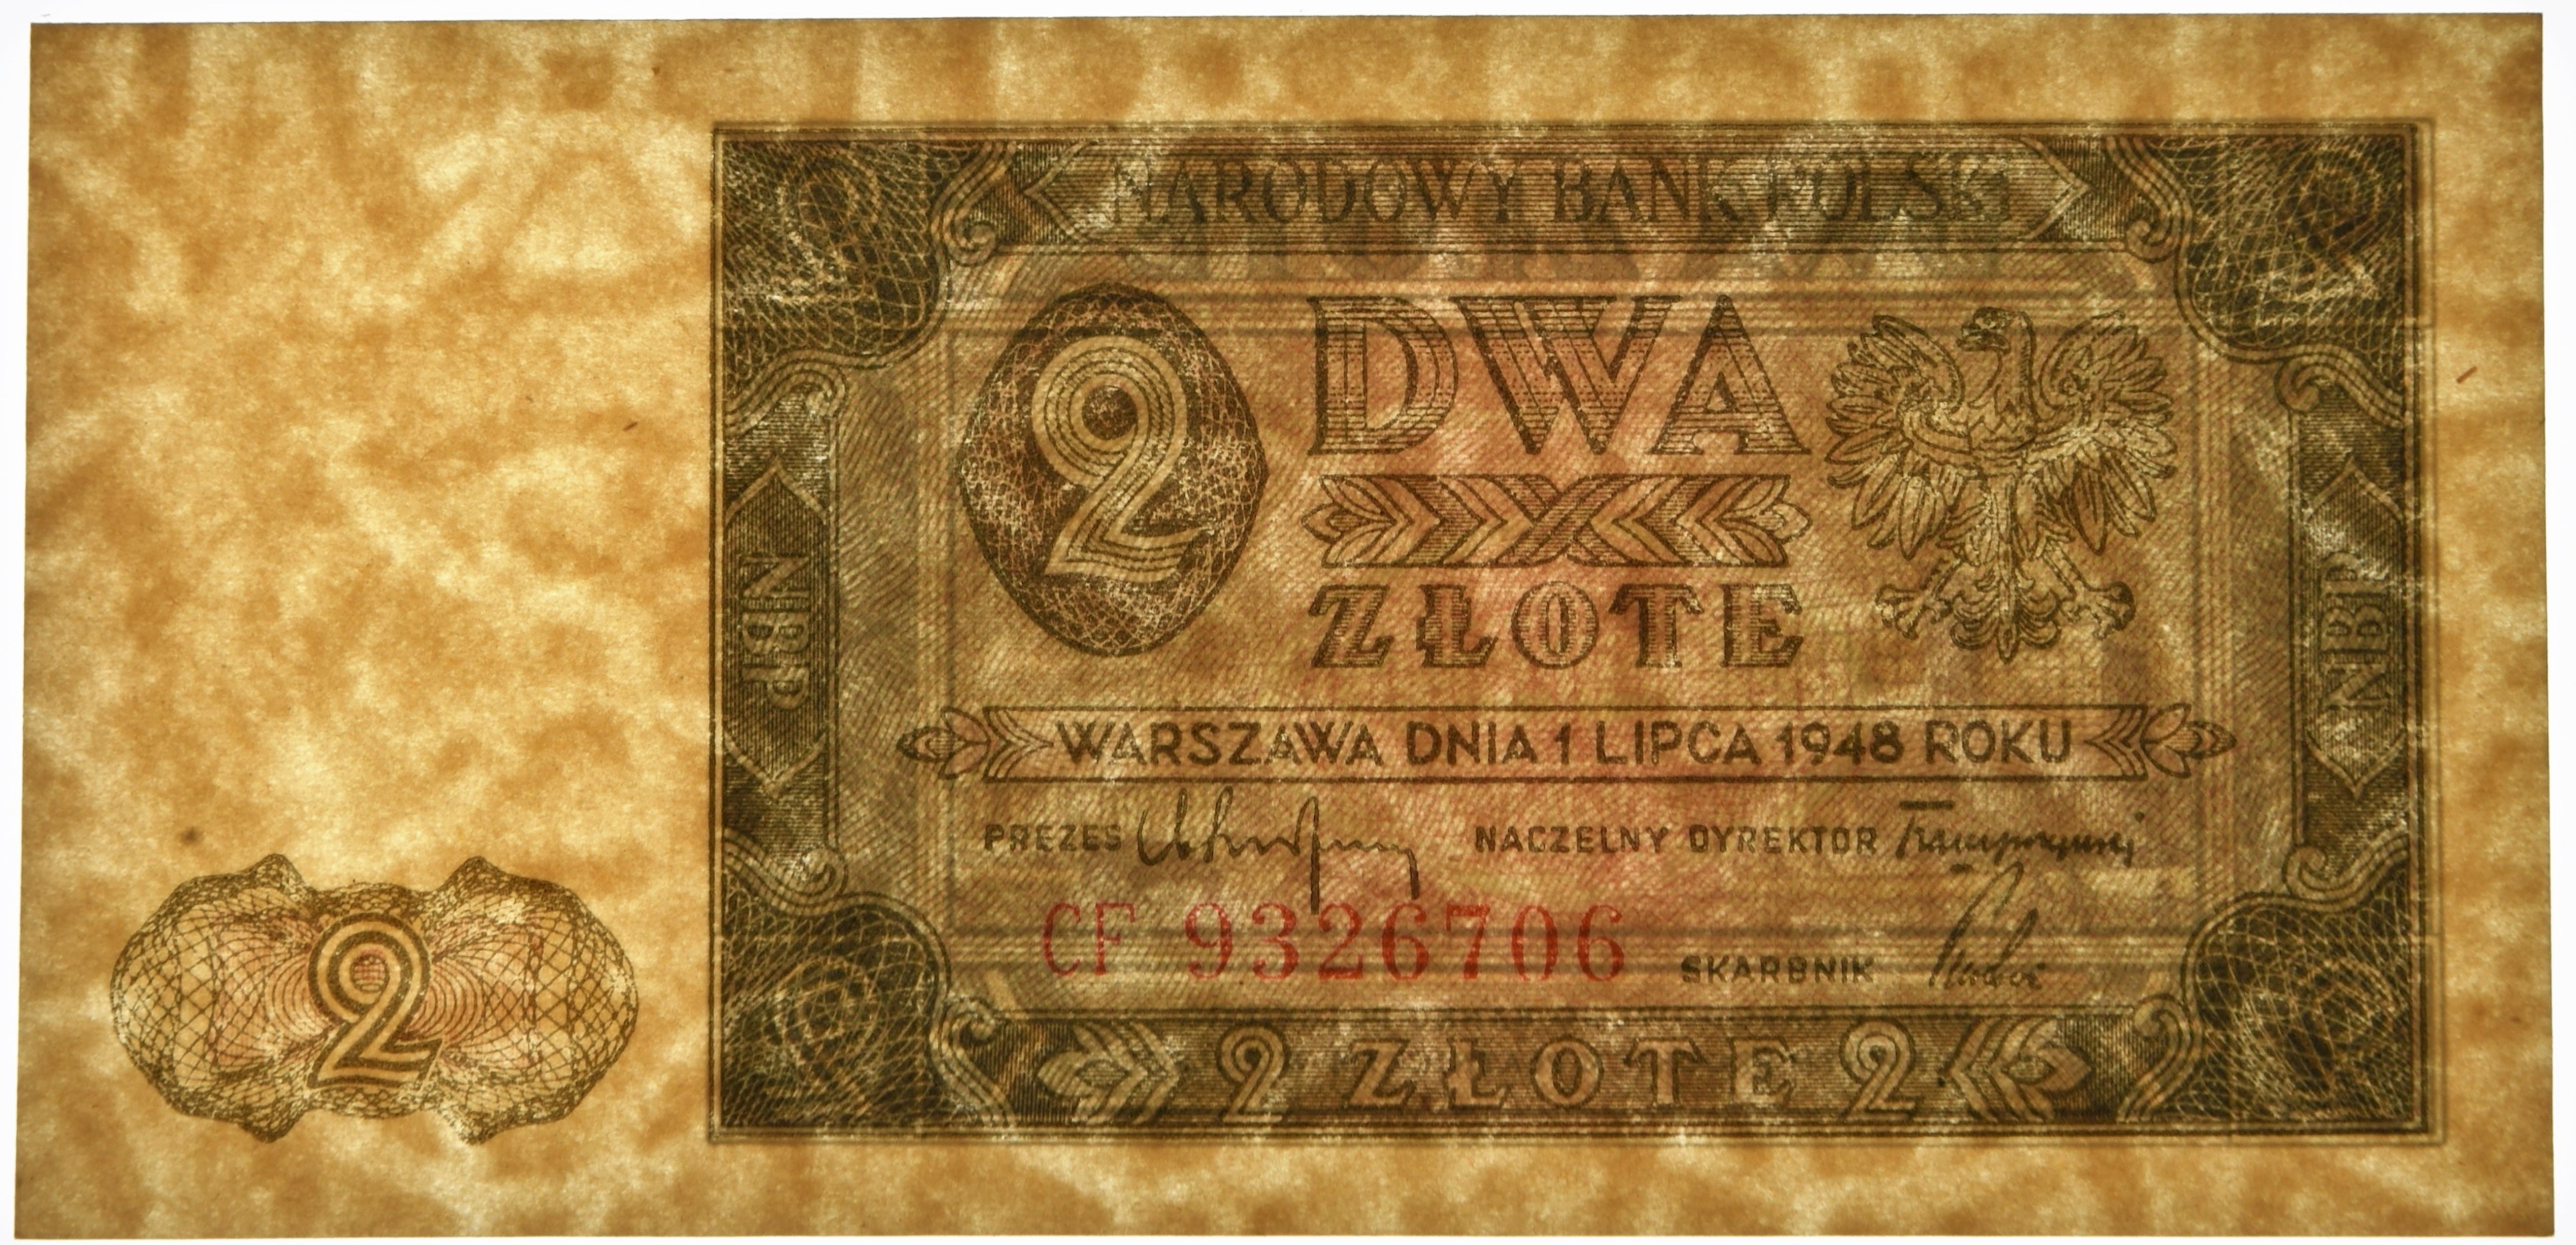 NARODOWY BANK POLSKI
2
DWA
ZŁOTE
NBP
NBP
WARSZAWA DNIA 1 LIPCA 1948 ROKU
PREZES NACZELNY DYREKTOR
CF 9326706
SKARBNIK
2
2 ZŁOTE 2